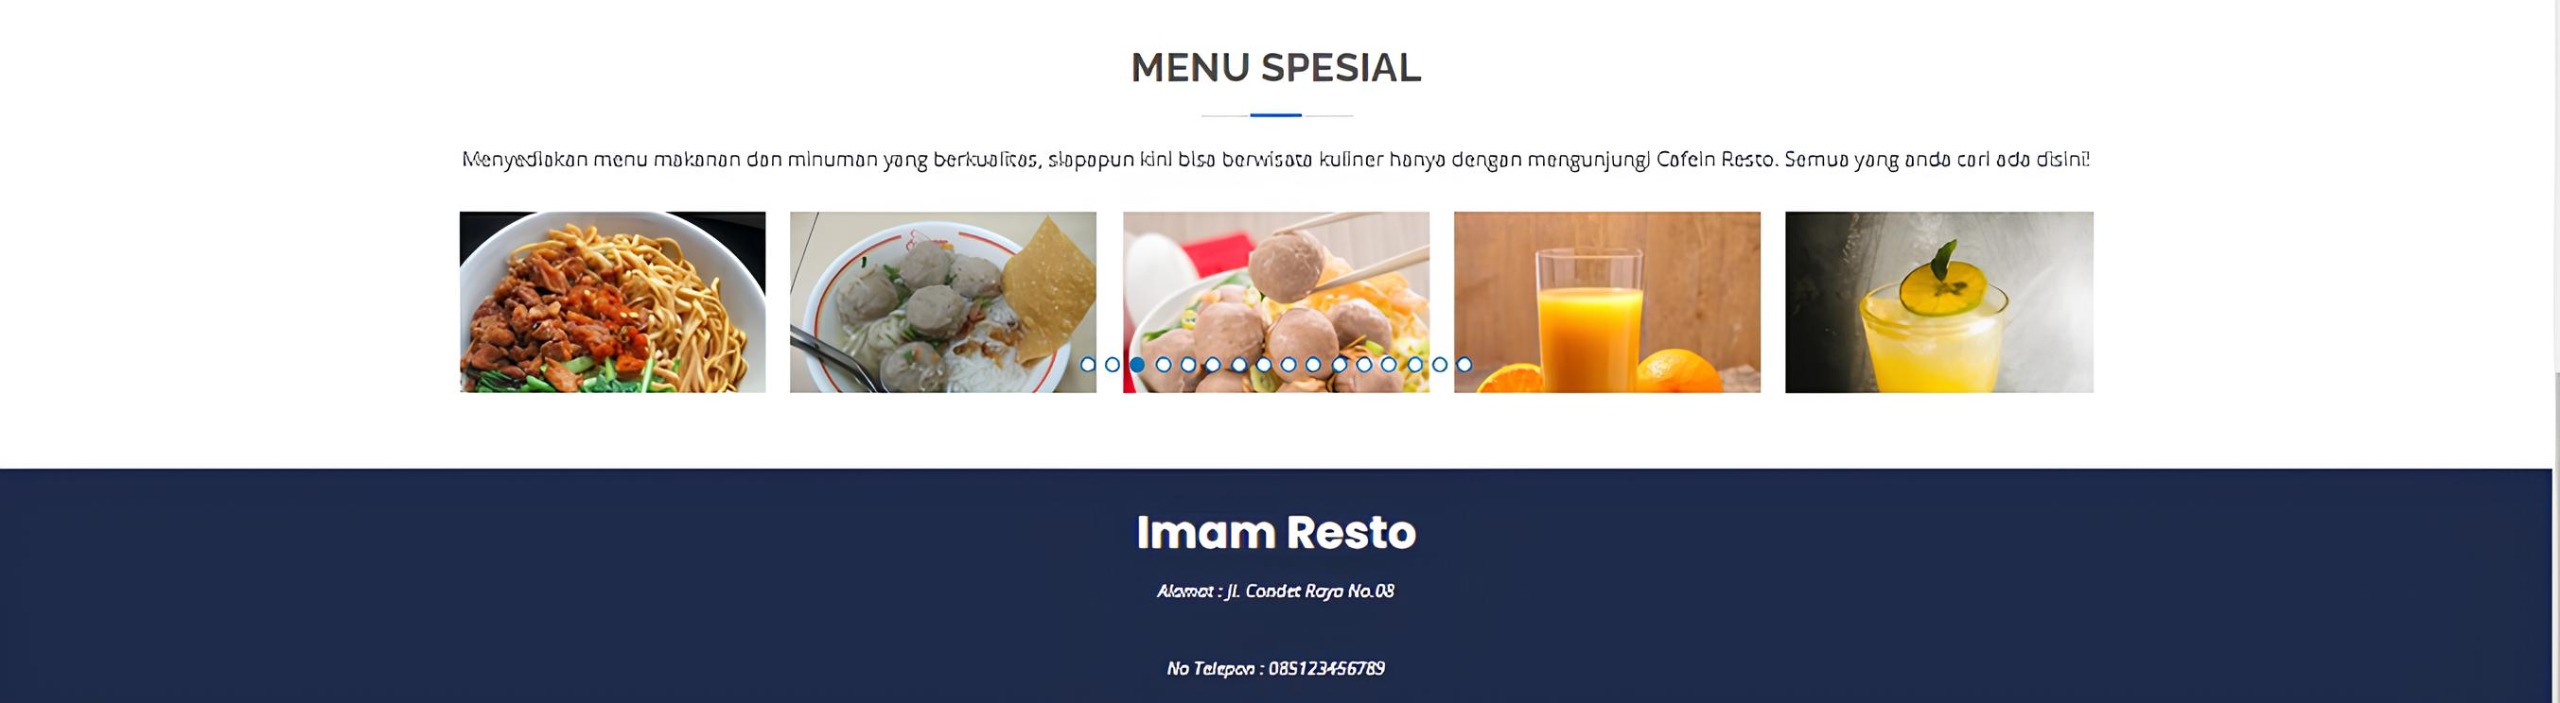 MENU SPESIAL
Menyediakan menu makanan dan minuman yang berkualitas, siapapun kini bisa berwisata kuliner hanya dengan mengunjungi Cafein Resto. Semua yang anda cari ada disini!
Imam Resto
Alamat : Jl. Condet Raya No.08
No Telepon : 085123456789